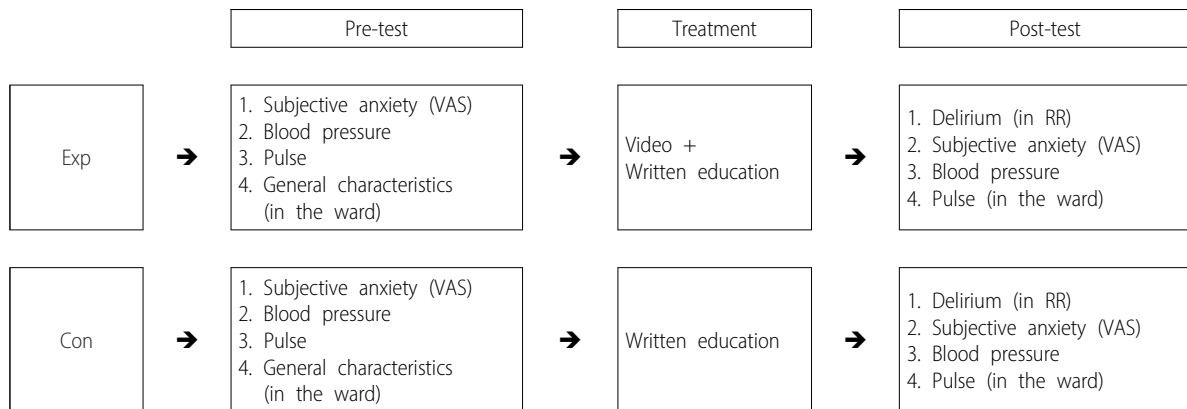 Pre-test
Treatment
Post-test
Exp
➔
1. Subjective anxiety (VAS)
2. Blood pressure
3. Pulse
4. General characteristics
(in the ward)
➔
Video +
Written education
➔
1. Delirium (in RR)
2. Subjective anxiety (VAS)
3. Blood pressure
4. Pulse (in the ward)
Con
➔
1. Subjective anxiety (VAS)
2. Blood pressure
3. Pulse
4. General characteristics
(in the ward)
➔
Written education
➔
1. Delirium (in RR)
2. Subjective anxiety (VAS)
3. Blood pressure
4. Pulse (in the ward)